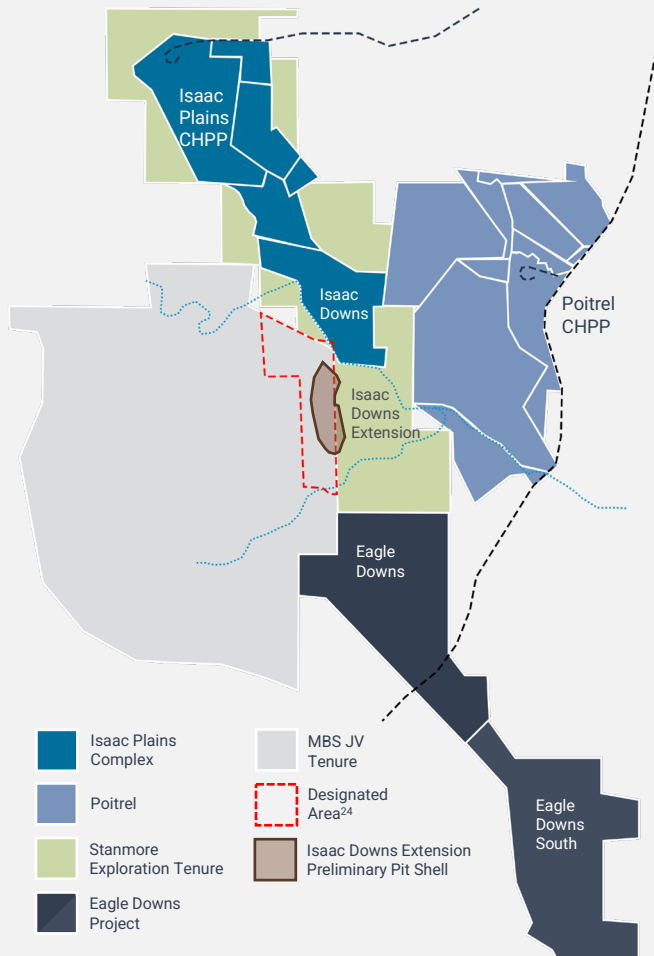 Isaac
Plains
CHPP
Isaac
Downs
Poitrel
CHPP
Isaac
Downs
Extension
Eagle
Downs
Eagle
Downs
South
Isaac Plains
Complex
Poitrel
Stanmore
Exploration Tenure
Eagle Downs
Project
MBS JV
Tenure
Designated
Area24
Isaac Downs Extension
Preliminary Pit Shell